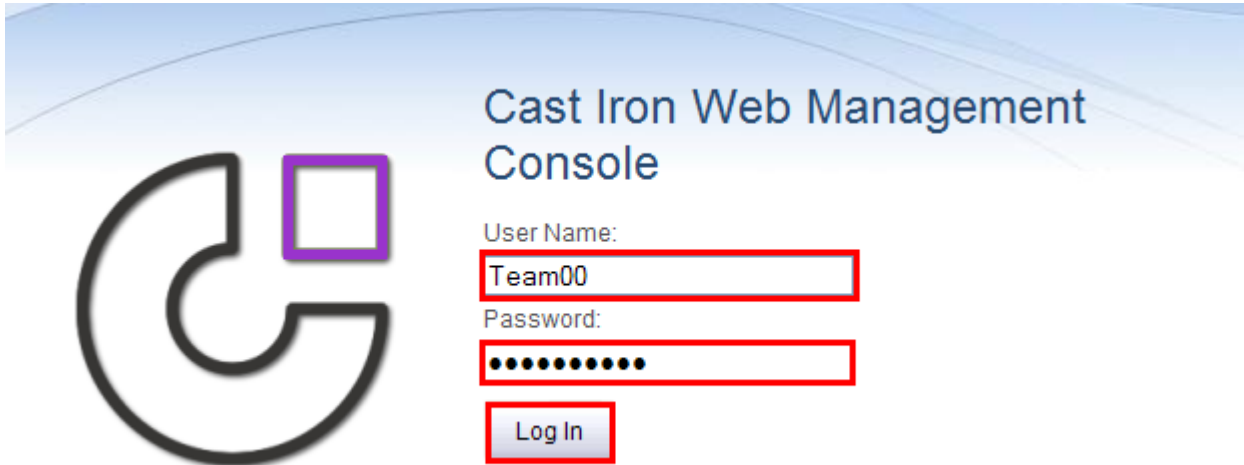 Cast Iron Web Management
Console
User Name:
Team00
Password:
●●●●●●●●●●
Log In